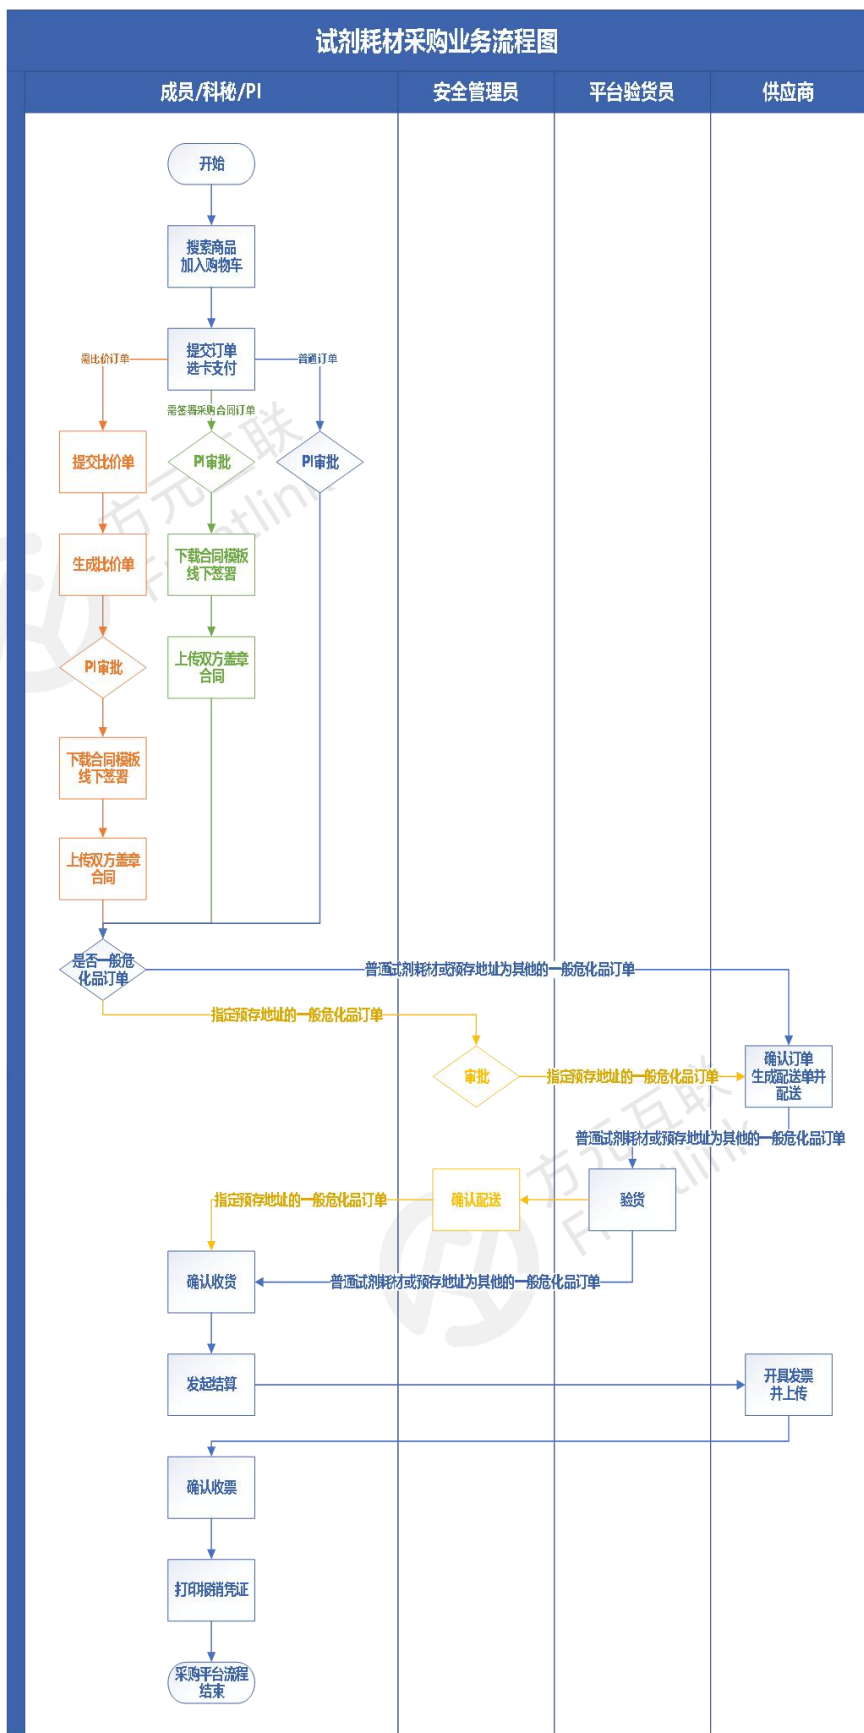 试剂耗材采购业务流程图
成员/科秘/PI
安全管理员
平台验货员
供应商
开始
搜索商品
加入购物车
提交订单
选卡支付
需比价订单
普通订单
需签署采购合同订单
提交比价单
PI审批
PI审批
生成比价单
下载合同模板
线下签署
PI审批
上传双方盖章
合同
下载合同模板
线下签署
上传双方盖章
合同
是否一般危
化品订单
普通试剂耗材或预存地址为其他的一般危化品订单
指定预存地址的一般危化品订单
审批
指定预存地址的一般危化品订单
确认订单
生成配送单并
配送
普通试剂耗材或预存地址为其他的一般危化品订单
指定预存地址的一般危化品订单
确认配送
验货
确认收货
普通试剂耗材或预存地址为其他的一般危化品订单
发起结算
开具发票
并上传
确认收票
打印报销凭证
采购平台流程
结束
方元互联
方元互联